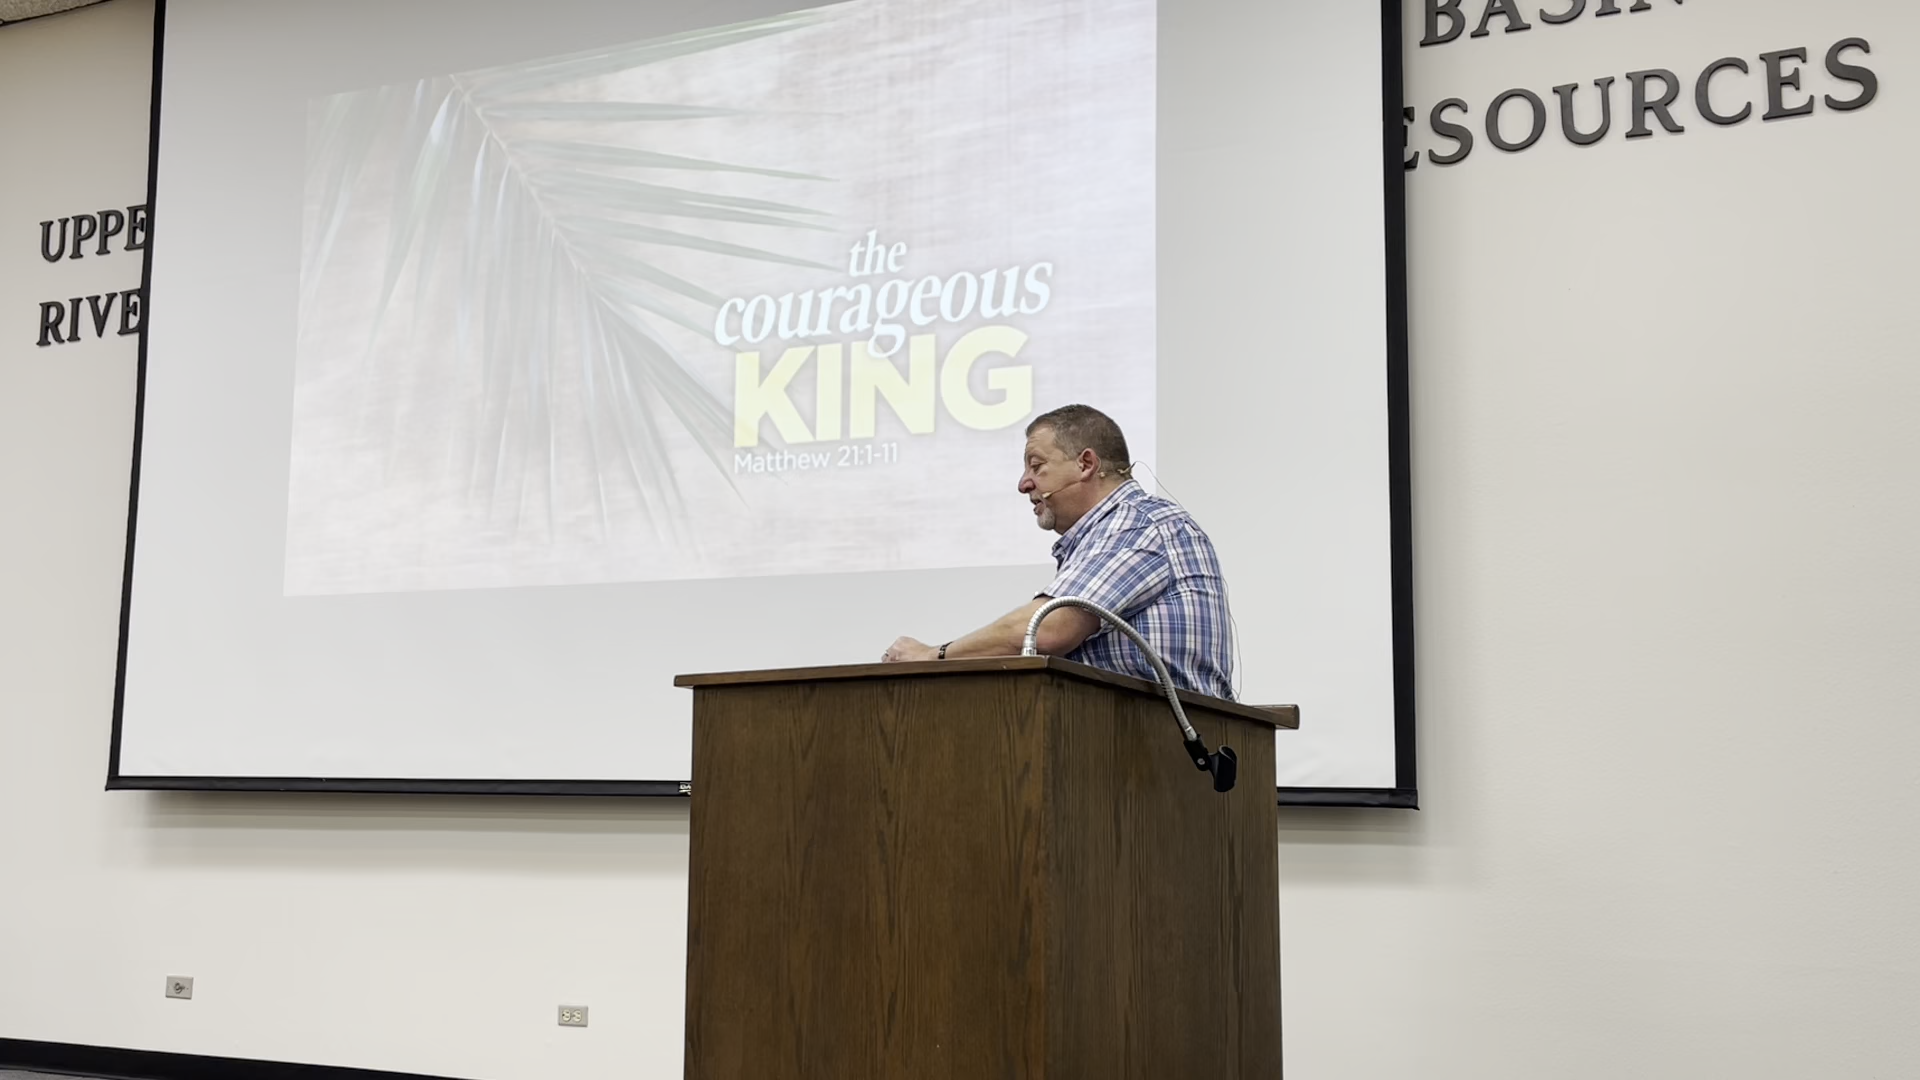 BASIN
ESOURCES
UPPE
RIVE
the
courageous
KING
Matthew 21:1-11